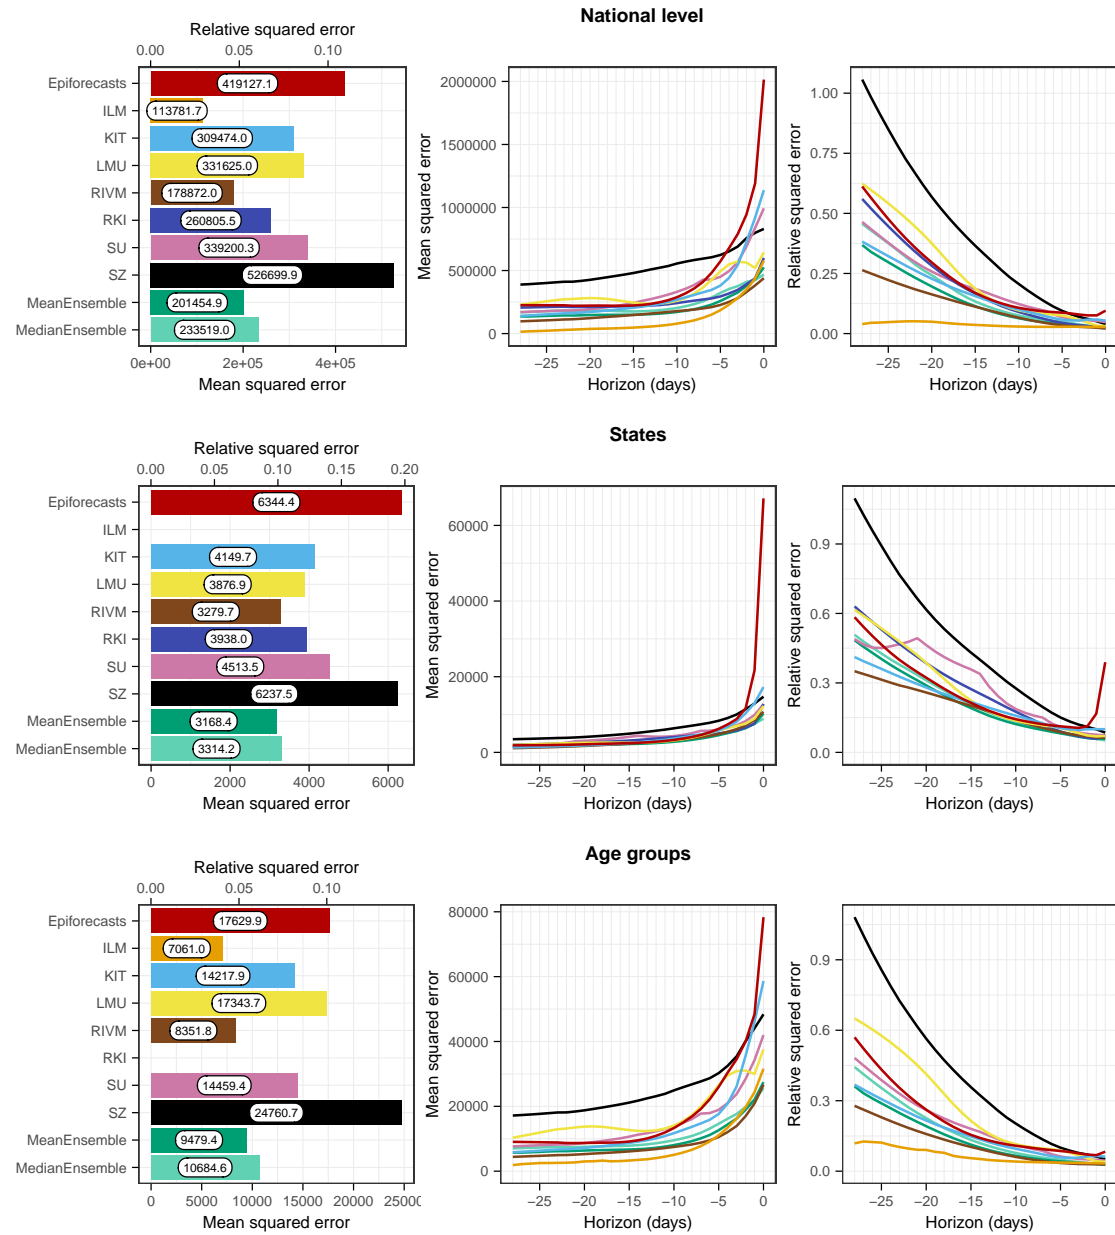 National level
Relative squared error
0.00 0.05 0.10
Epiforecasts 419127.1
ILM 113781.7
KIT 309474.0
LMU 331625.0
RIVM 178872.0
RKI 260805.5
SU 339200.3
SZ 526699.9
MeanEnsemble 201454.9
MedianEnsemble 233519.0
0e+00 2e+05 4e+05
Mean squared error
Mean squared error
2000000
1500000
1000000
500000
0
−25 −20 −15 −10 −5 0
Horizon (days)
Relative squared error
1.00
0.75
0.50
0.25
0.00
−25 −20 −15 −10 −5 0
Horizon (days)
States
Relative squared error
0.00 0.05 0.10 0.15 0.20
Epiforecasts 6344.4
ILM
KIT 4149.7
LMU 3876.9
RIVM 3279.7
RKI 3938.0
SU 4513.5
SZ 6237.5
MeanEnsemble 3168.4
MedianEnsemble 3314.2
0 2000 4000 6000
Mean squared error
Mean squared error
60000
40000
20000
0
−25 −20 −15 −10 −5 0
Horizon (days)
Relative squared error
0.9
0.6
0.3
0.0
−25 −20 −15 −10 −5 0
Horizon (days)
Age groups
Relative squared error
0.00 0.05 0.10
Epiforecasts 17629.9
ILM 7061.0
KIT 14217.9
LMU 17343.7
RIVM 8351.8
RKI
SU 14459.4
SZ 24760.7
MeanEnsemble 9479.4
MedianEnsemble 10684.6
0 5000 10000 15000 20000 25000
Mean squared error
Mean squared error
80000
60000
40000
20000
0
−25 −20 −15 −10 −5 0
Horizon (days)
Relative squared error
0.9
0.6
0.3
0.0
−25 −20 −15 −10 −5 0
Horizon (days)